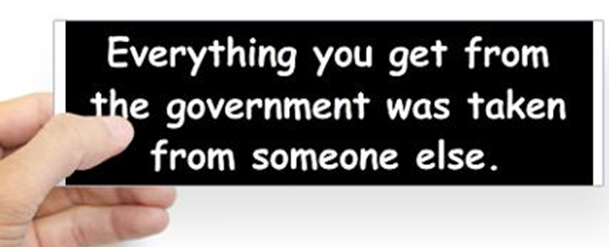 Everything you get from
the government was taken
from someone else.